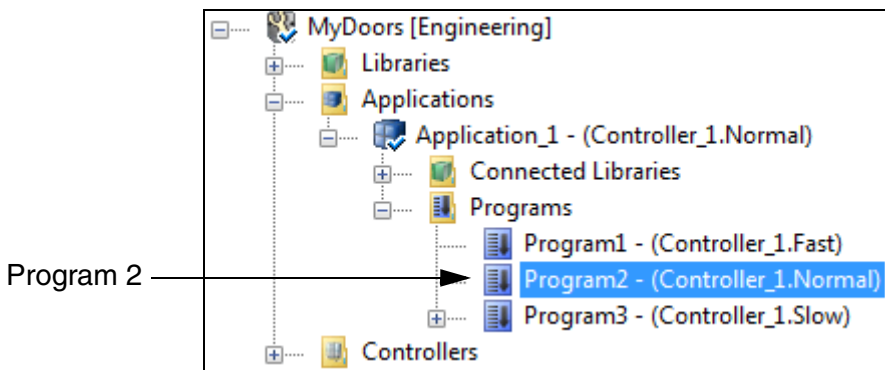 MyDoors [Engineering]
Libraries
Applications
Application_1 - (Controller_1.Normal)
Connected Libraries
Programs
Program1 - (Controller_1.Fast)
Program 2
Program2 - (Controller_1.Normal)
Program3 - (Controller_1.Slow)
Controllers